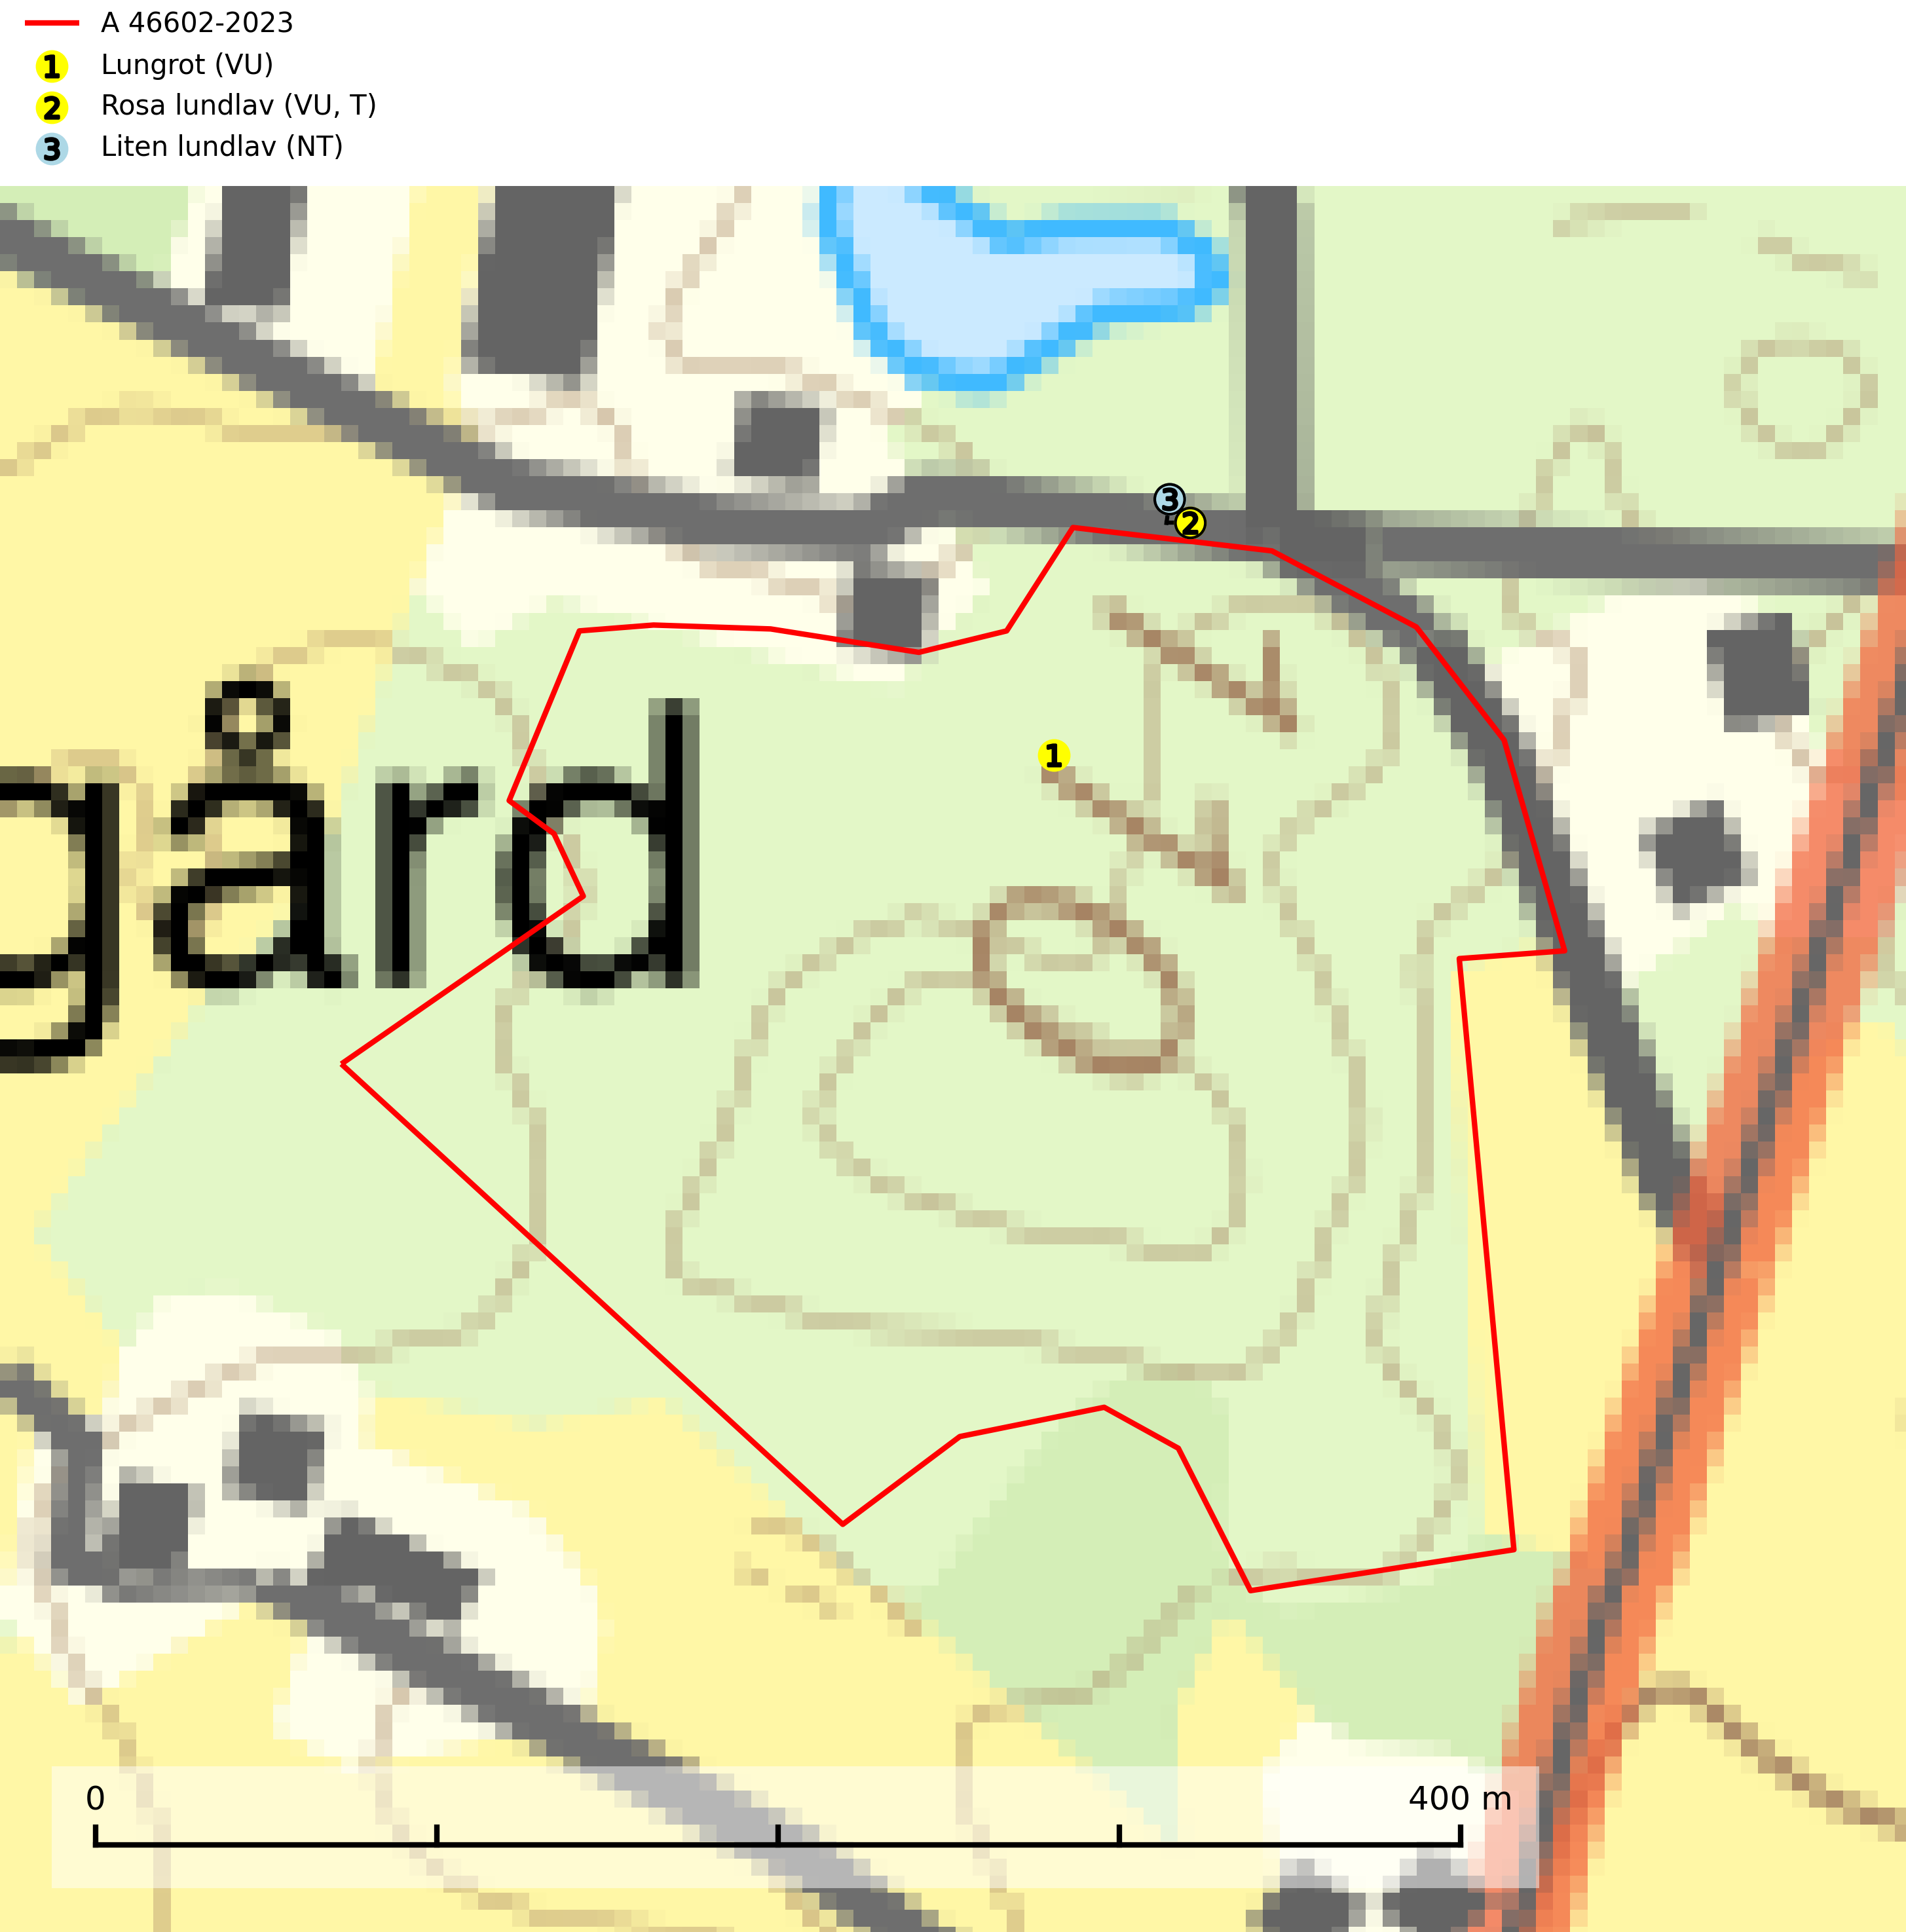 A 46602-2023
1 Lungrot (VU)
2 Rosa lundlav (VU, T)
3 Liten lundlav (NT)
3
2
1
gård
0 400 m